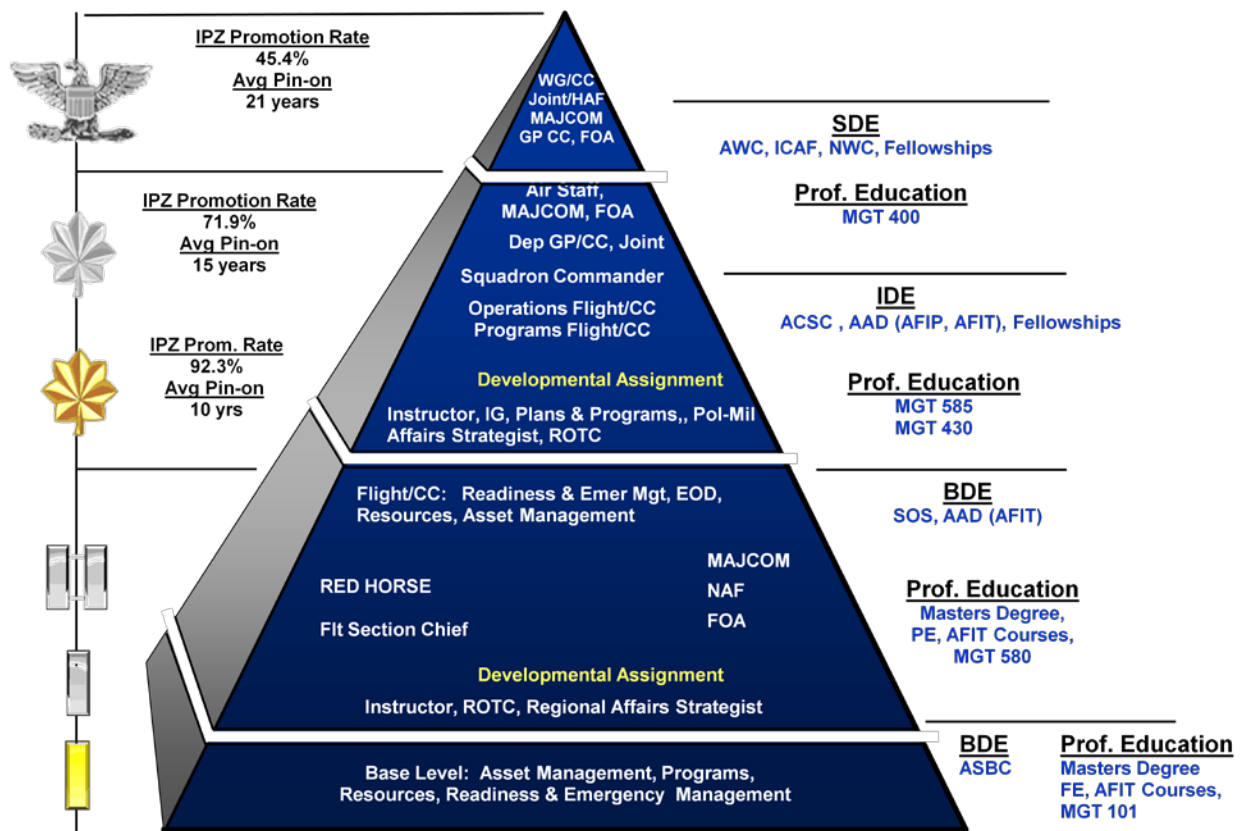 IPZ Promotion Rate
45.4%
Avg Pin-on
21 years
IPZ Promotion Rate
71.9%
Avg Pin-on
15 years
IPZ Prom. Rate
92.3%
Avg Pin-on
10 yrs
WG/CC
Joint/HAF
MAJCOM
GP CC, FOA
Air Staff,
MAJCOM, FOA
Dep GP/CC, Joint
Squadron Commander
Operations Flight/CC
Programs Flight/CC
Developmental Assignment
Instructor, IG, Plans & Programs,, Pol-Mil
Affairs Strategist, ROTC
Flight/CC: Readiness & Emer Mgt, EOD,
Resources, Asset Management
RED HORSE
Flt Section Chief
MAJCOM
NAF
FOA
Developmental Assignment
Instructor, ROTC, Regional Affairs Strategist
Base Level: Asset Management, Programs,
Resources, Readiness & Emergency Management
SDE
AWC, ICAF, NWC, Fellowships
Prof. Education
MGT 400
IDE
ACSC , AAD (AFIP, AFIT), Fellowships
Prof. Education
MGT 585
MGT 430
BDE
SOS, AAD (AFIT)
Prof. Education
Masters Degree,
PE, AFIT Courses,
MGT 580
BDE
ASBC
Prof. Education
Masters Degree
FE, AFIT Courses,
MGT 101